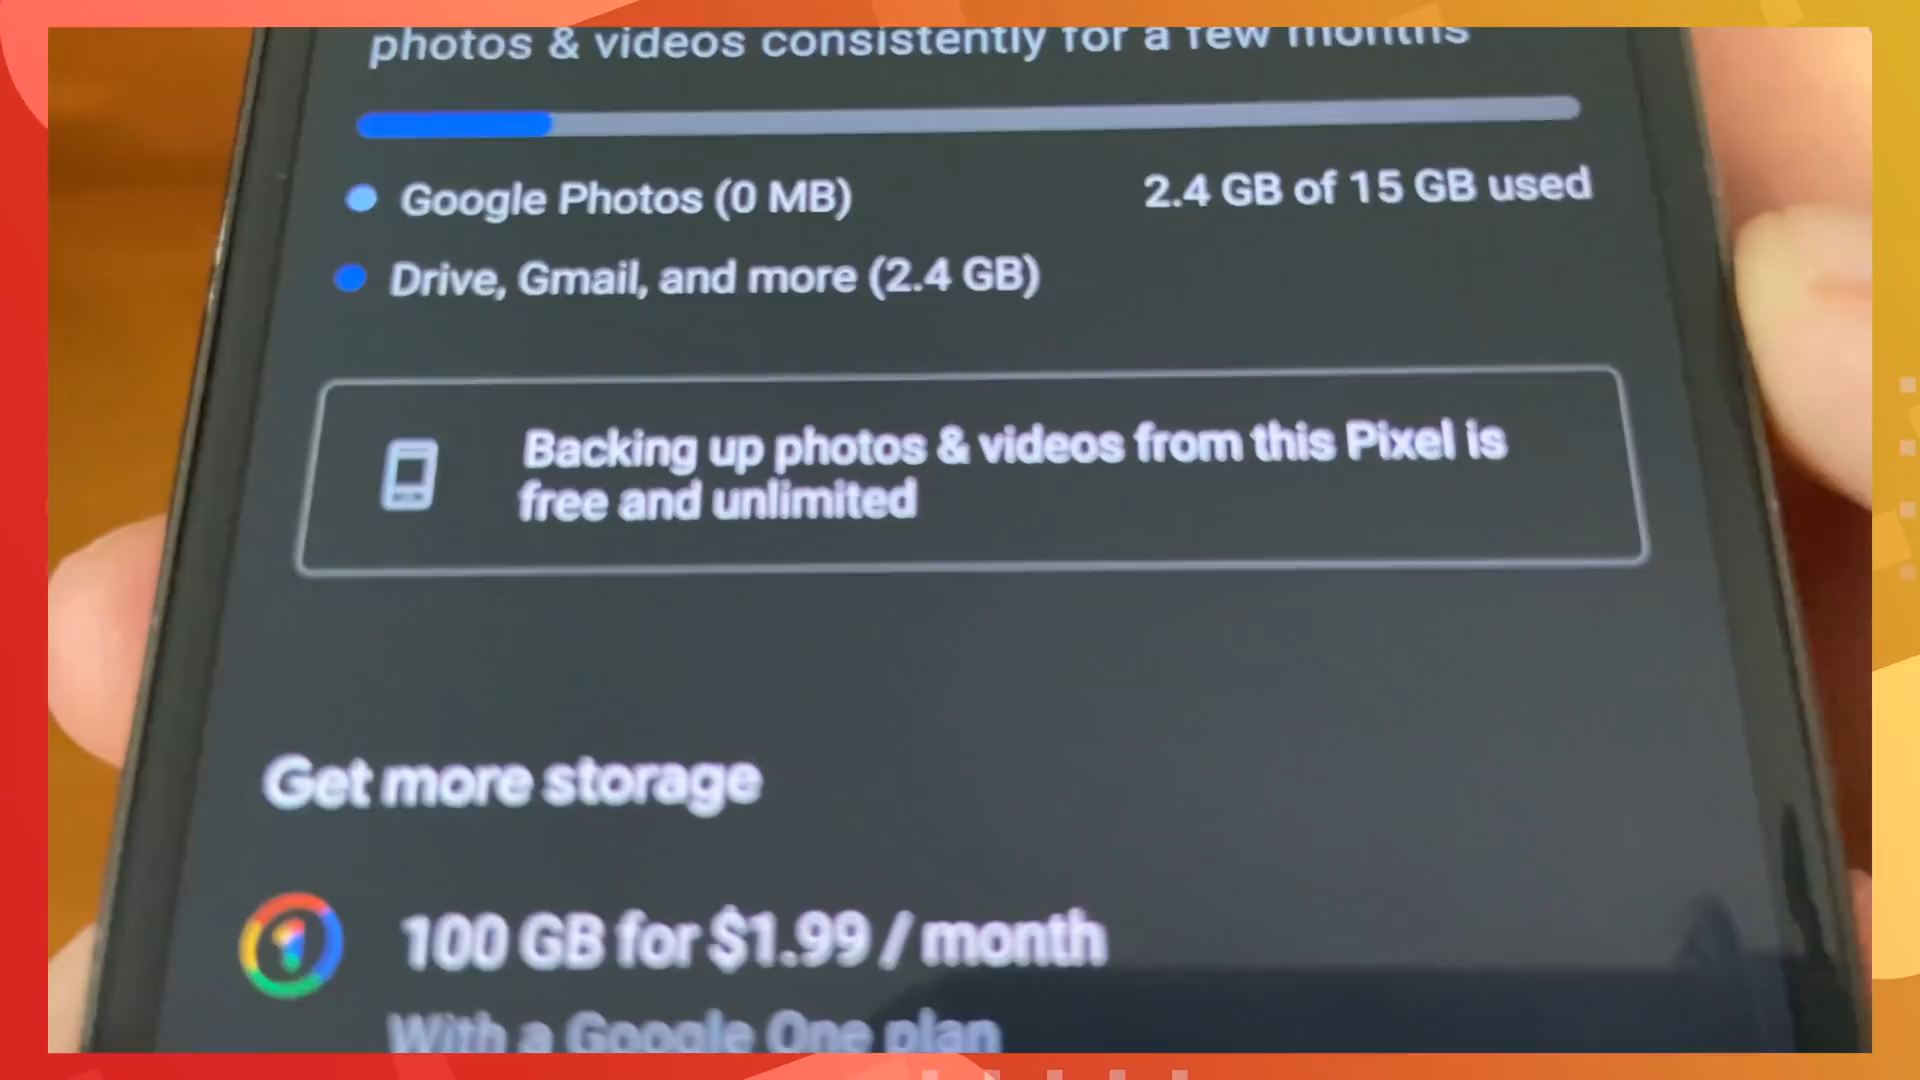 photos & videos consistently for a few months
Google Photos (0 MB)
2.4 GB of 15 GB used
Drive, Gmail, and more (2.4 GB)
Backing up photos & videos from this Pixel is
free and unlimited
Get more storage
100 GB for $1.99 / month
With a Google One plan